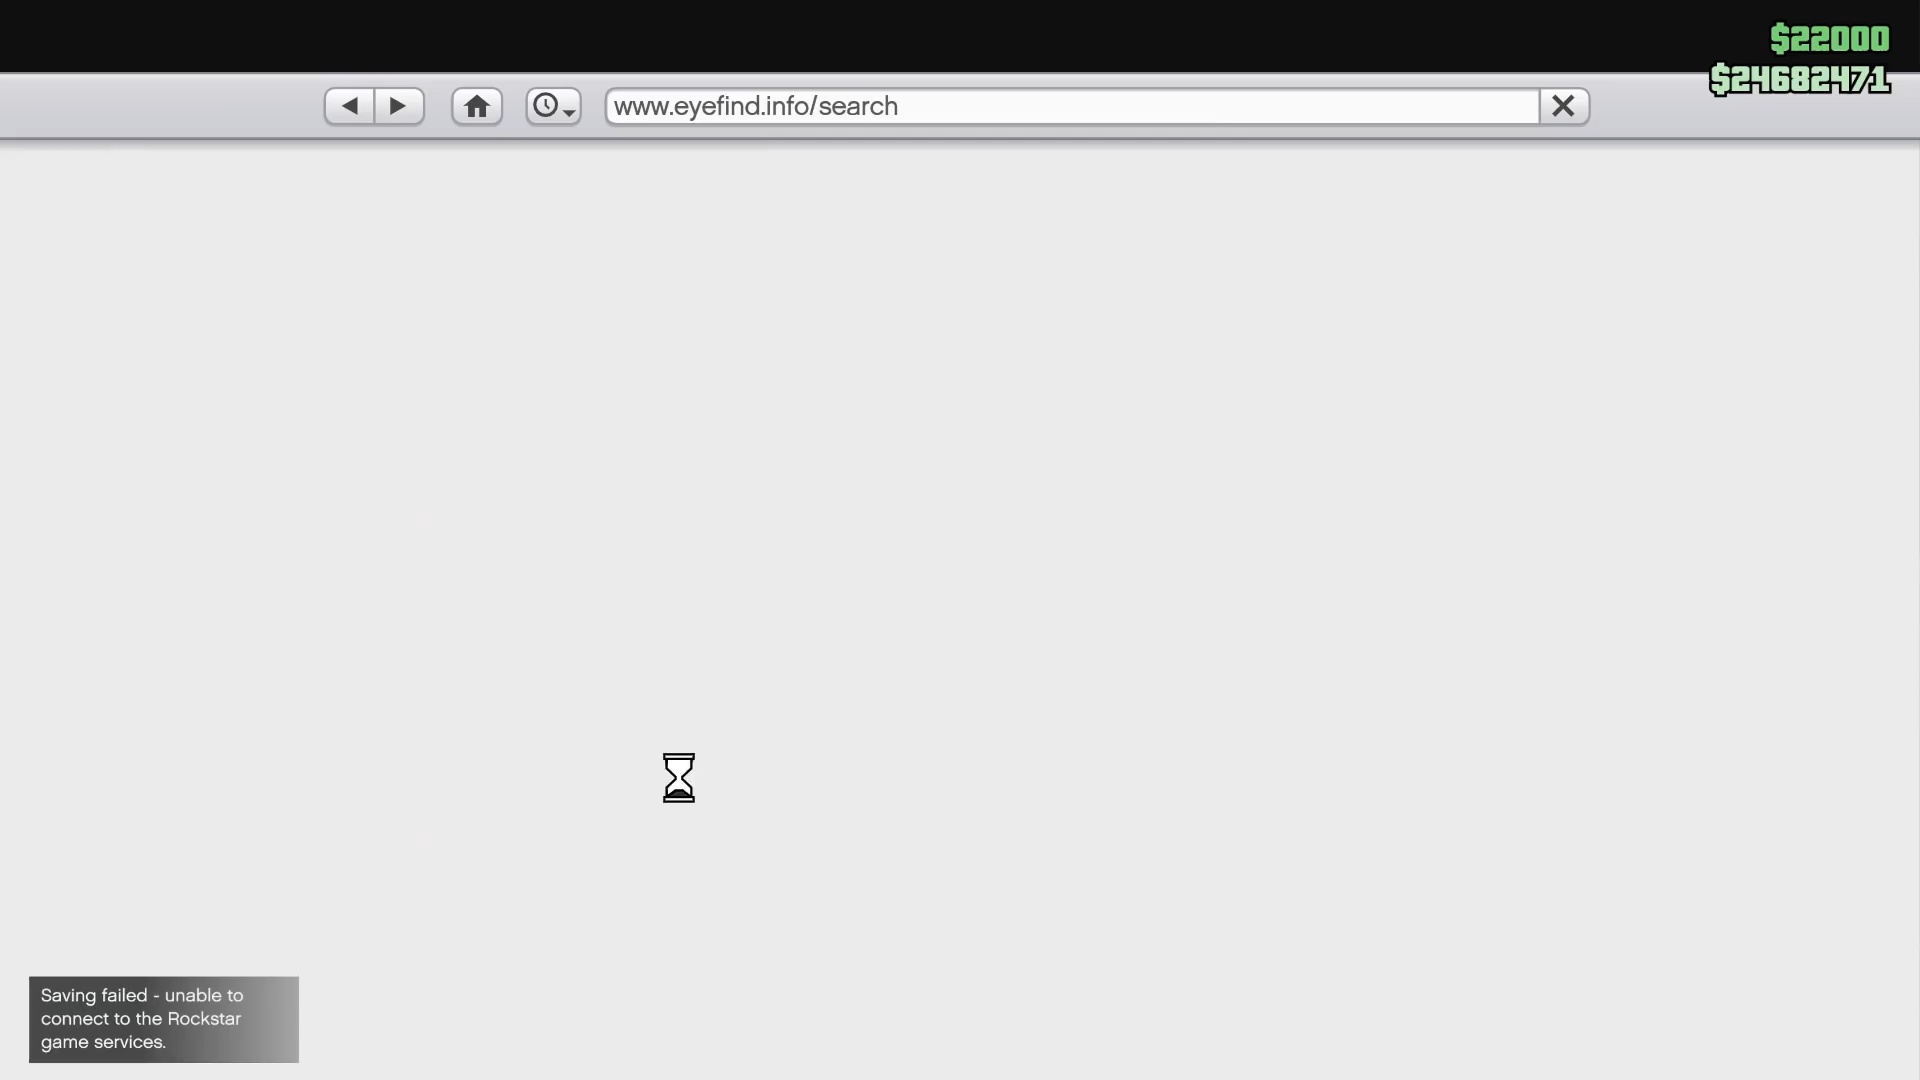 $22000
$24682471
www.eyefind.info/search
Saving failed - unable to
connect to the Rockstar
game services.